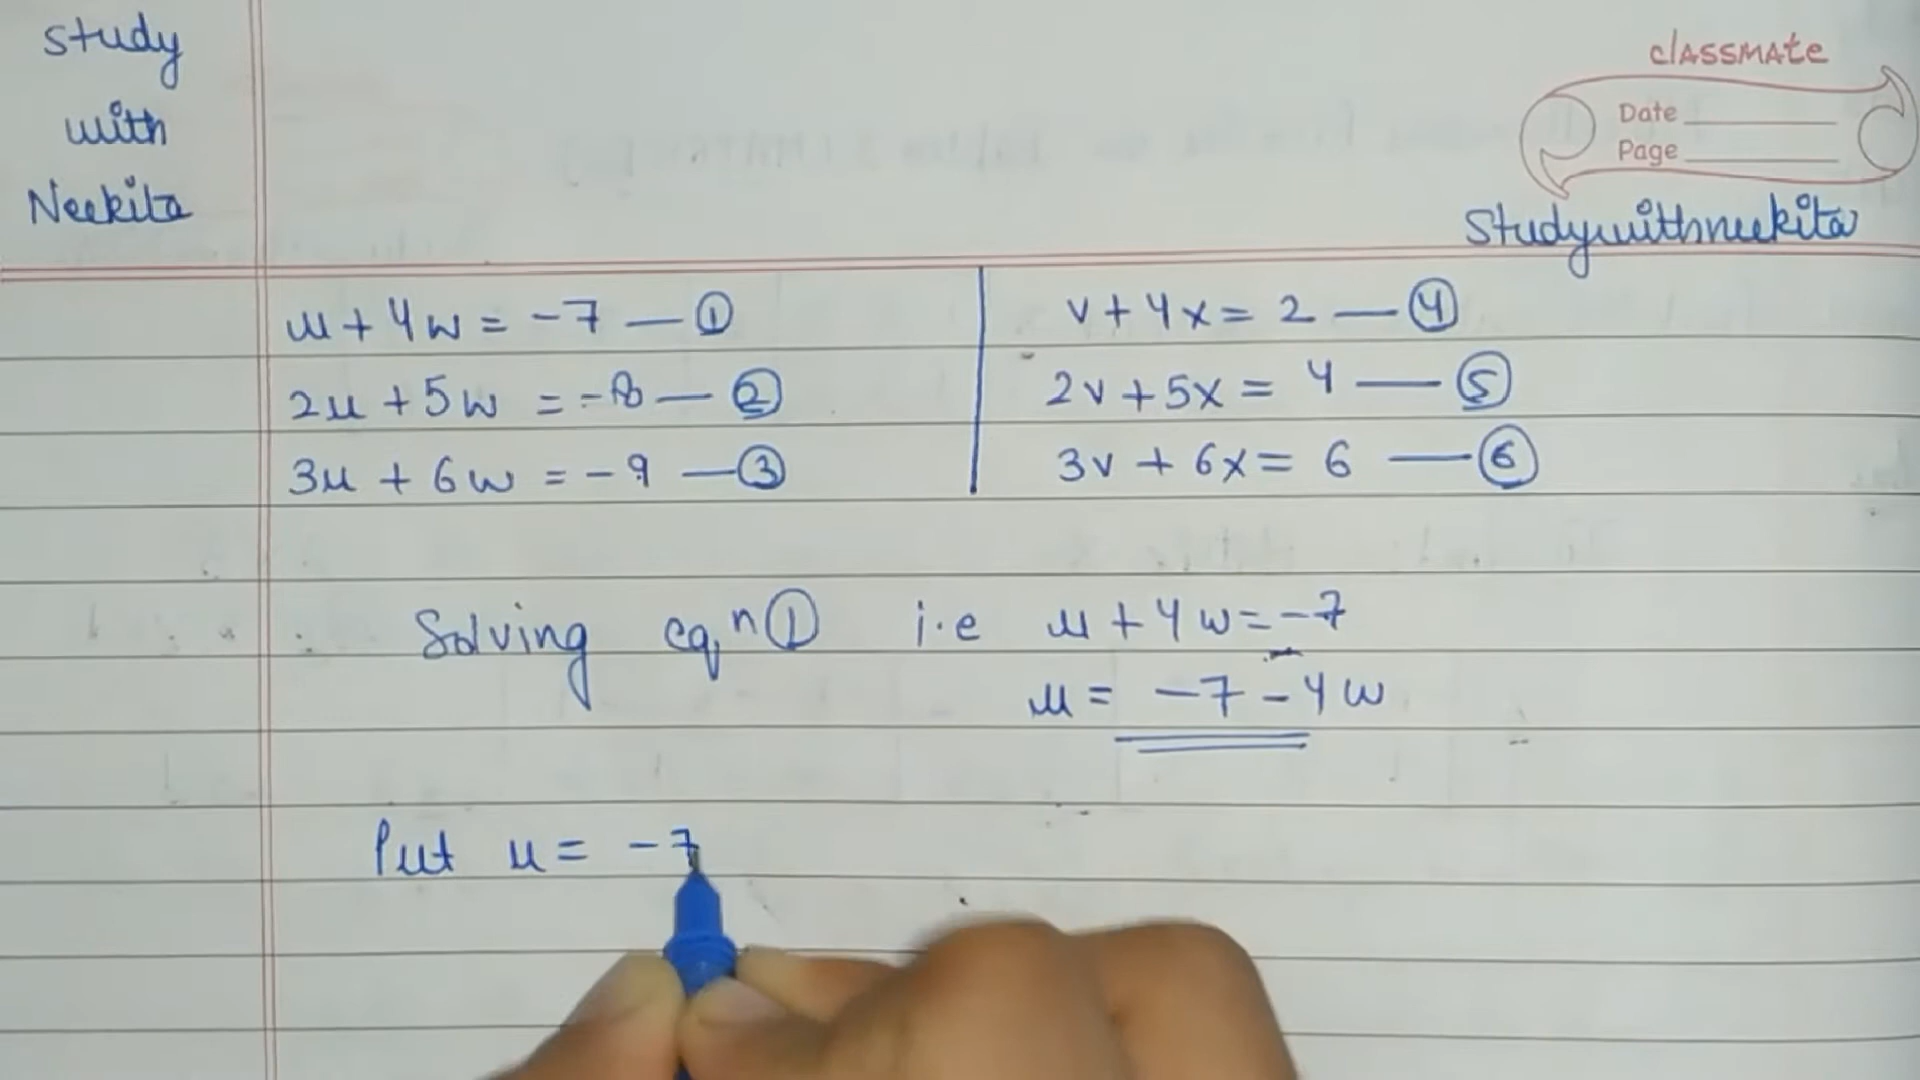 study
with
Neekita
classmate
Date
Page
Studywithneekita
u + 4w = -7 — ①
2u + 5w = -8 — ②
3u + 6w = -9 — ③
v + 4x = 2 — ④
2v + 5x = 4 — ⑤
3v + 6x = 6 — ⑥
Solving eqⁿ ① i.e u + 4w = -7
u = -7 - 4w
Put u = -7